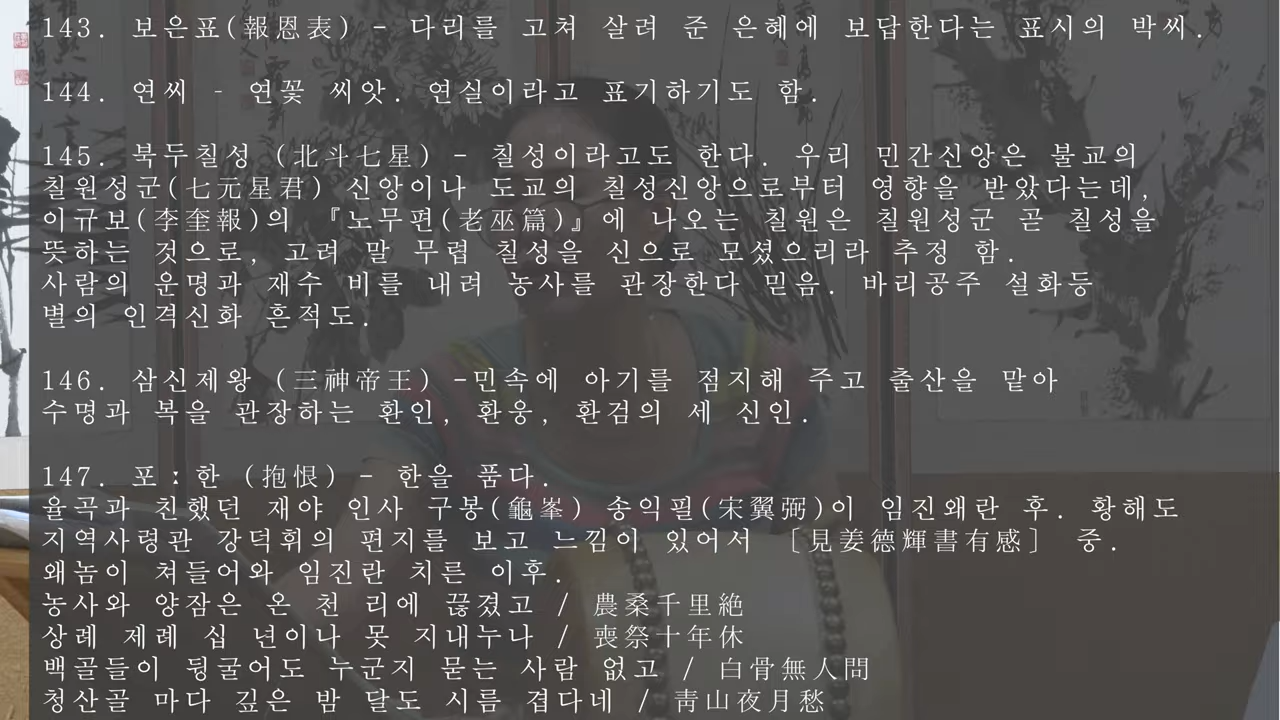 143. 보은표(報恩表) - 다리를 고쳐 살려 준 은혜에 보답한다는 표시의 박씨.
144. 연씨 - 연꽃 씨앗. 연실이라고 표기하기도 함.
145. 북두칠성 (北斗七星) - 칠성이라고도 한다. 우리 민간신앙은 불교의
칠원성군(七元星君) 신앙이나 도교의 칠성신앙으로부터 영향을 받았다는데,
이규보(李奎報)의 『노무편(老巫篇)』에 나오는 칠원은 칠원성군 곧 칠성을
뜻하는 것으로, 고려 말 무렵 칠성을 신으로 모셨으리라 추정 함.
사람의 운명과 재수 비를 내려 농사를 관장한다 믿음. 바리공주 설화등
별의 인격신화 흔적도.
146. 삼신제왕 (三神帝王) -민속에 아기를 점지해 주고 출산을 맡아
수명과 복을 관장하는 환인, 환웅, 환검의 세 신인.
147. 포:한 (抱恨) - 한을 품다.
율곡과 친했던 재야 인사 구봉(龜峯) 송익필(宋翼弼)이 임진왜란 후. 황해도
지역사령관 강덕휘의 편지를 보고 느낌이 있어서 [見姜德輝書有感] 중.
왜놈이 쳐들어와 임진란 치른 이후.
농사와 양잠은 온 천 리에 끊겼고 / 農桑千里絶
상례 제례 십 년이나 못 지내누나 / 喪祭十年休
백골들이 뒹굴어도 누군지 묻는 사람 없고 / 白骨無人問
청산골 마다 깊은 밤 달도 시름 겹다네 / 靑山夜月愁